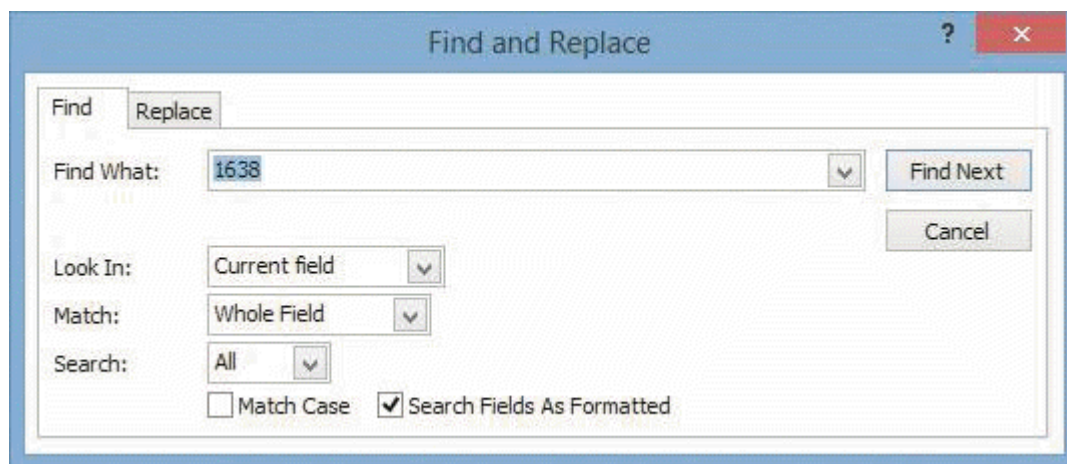 Find and Replace ?
Find Replace
Find What: 1638 Find Next
Cancel
Look In: Current field
Match: Whole Field
Search: All
Match Case Search Fields As Formatted